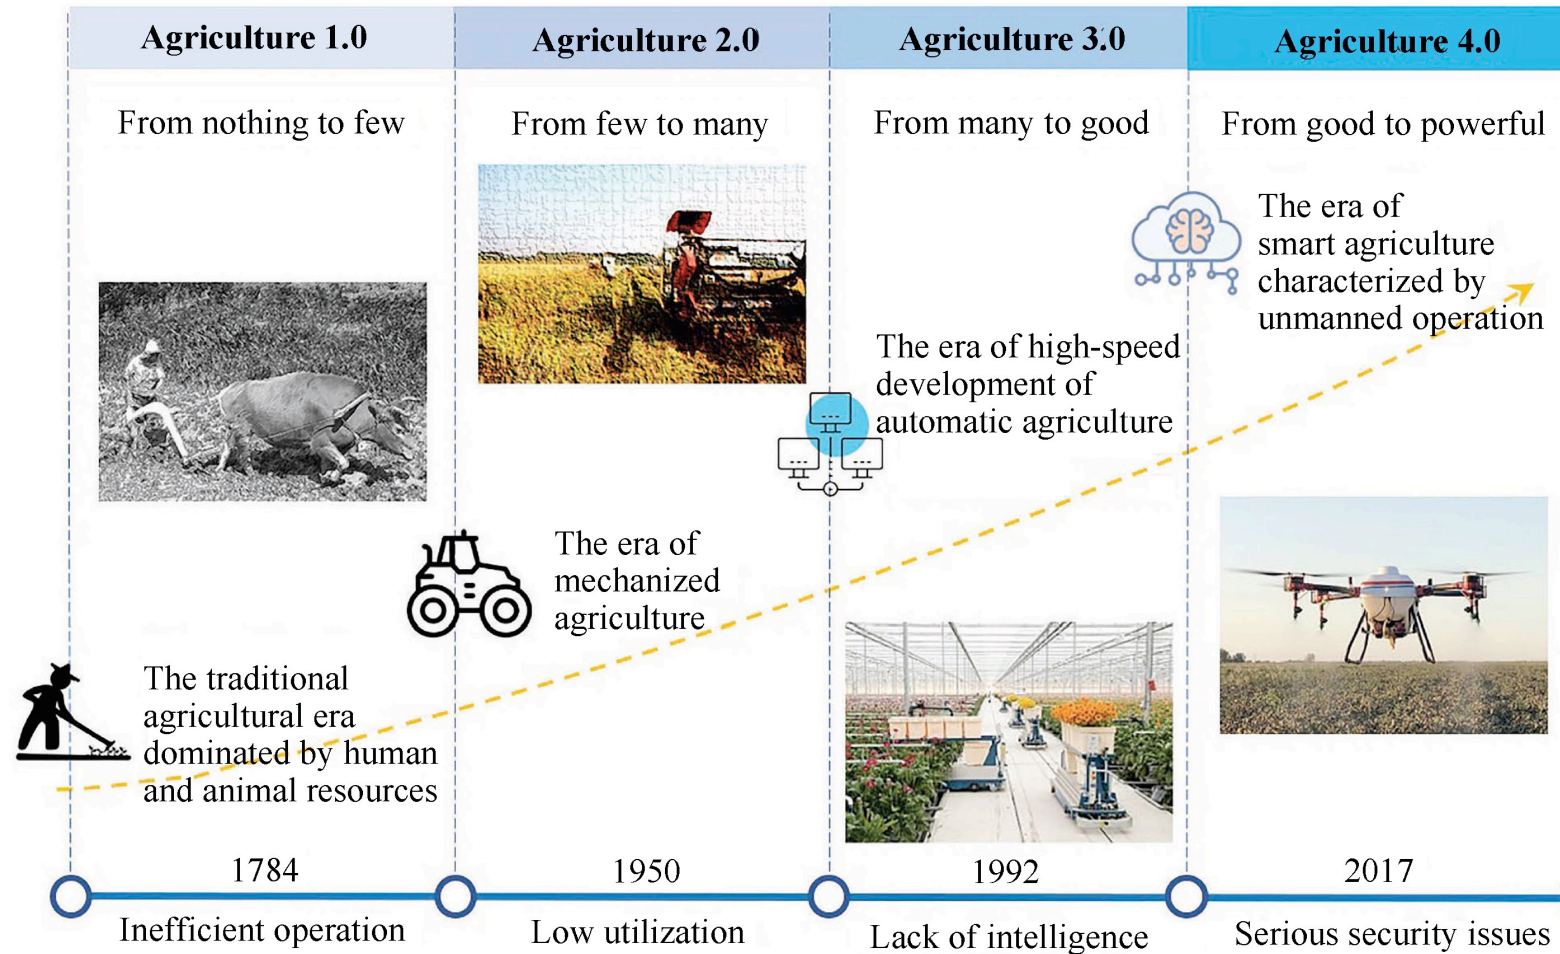 Agriculture 1.0
Agriculture 2.0
Agriculture 3.0
Agriculture 4.0
From nothing to few
From few to many
From many to good
From good to powerful
The era of
smart agriculture
characterized by
unmanned operation
The era of high-speed
development of
automatic agriculture
The era of
mechanized
agriculture
The traditional
agricultural era
dominated by human
and animal resources
1784
1950
1992
2017
Inefficient operation
Low utilization
Lack of intelligence
Serious security issues